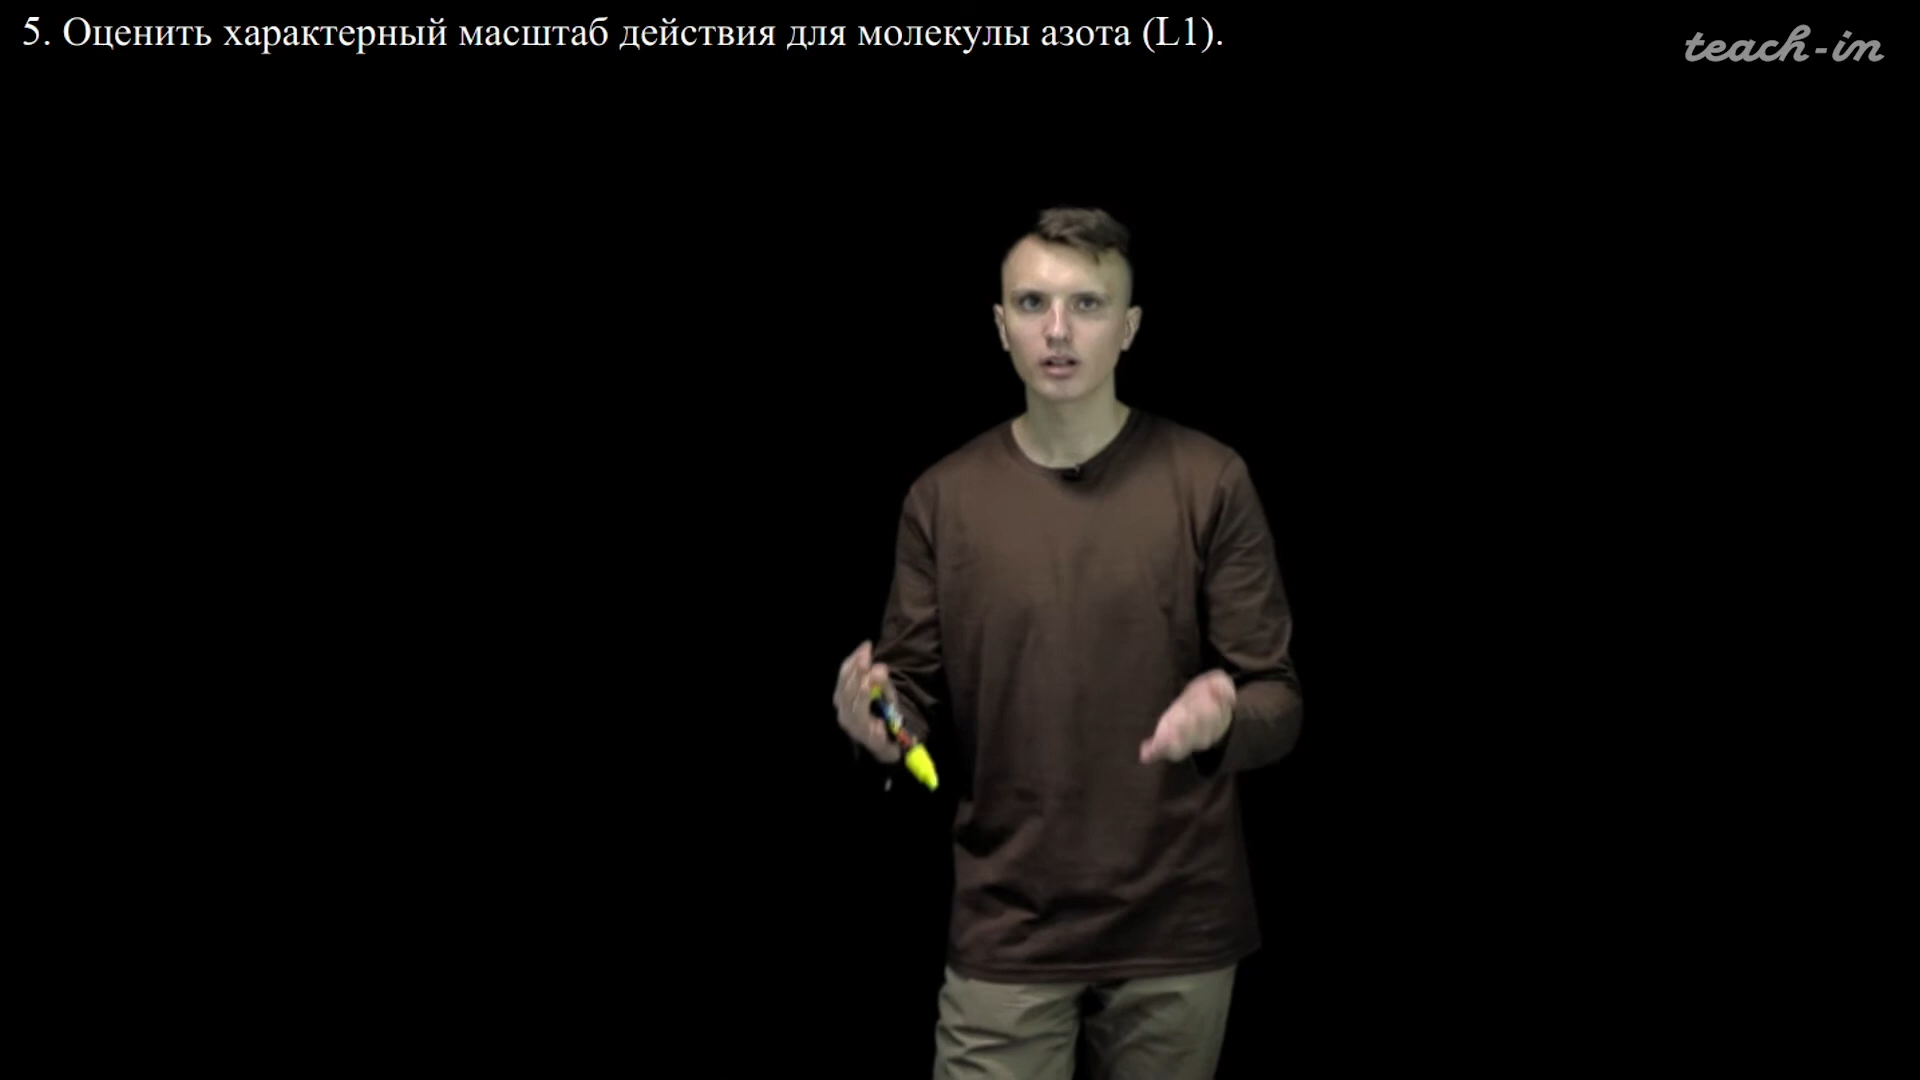 5. Оценить характерный масштаб действия для молекулы азота (L1).
teach-in